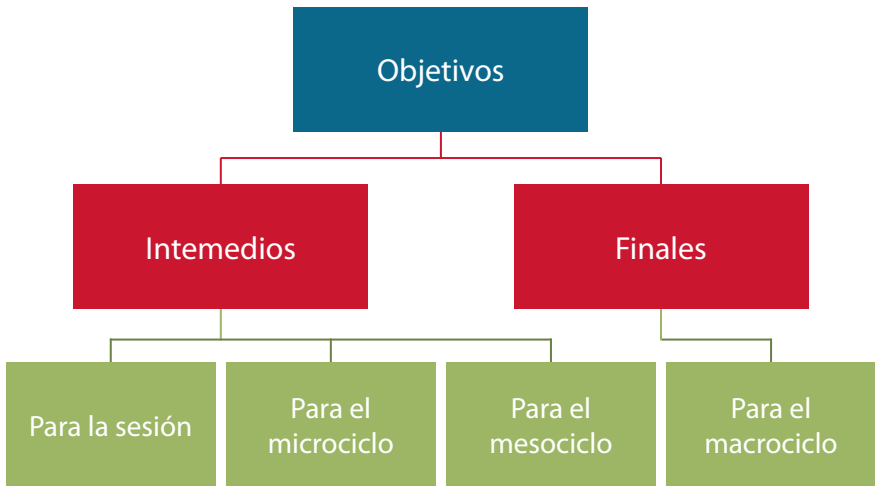 Objetivos
Intemedios
Finales
Para la sesión
Para el
microciclo
Para el
mesociclo
Para el
macrociclo